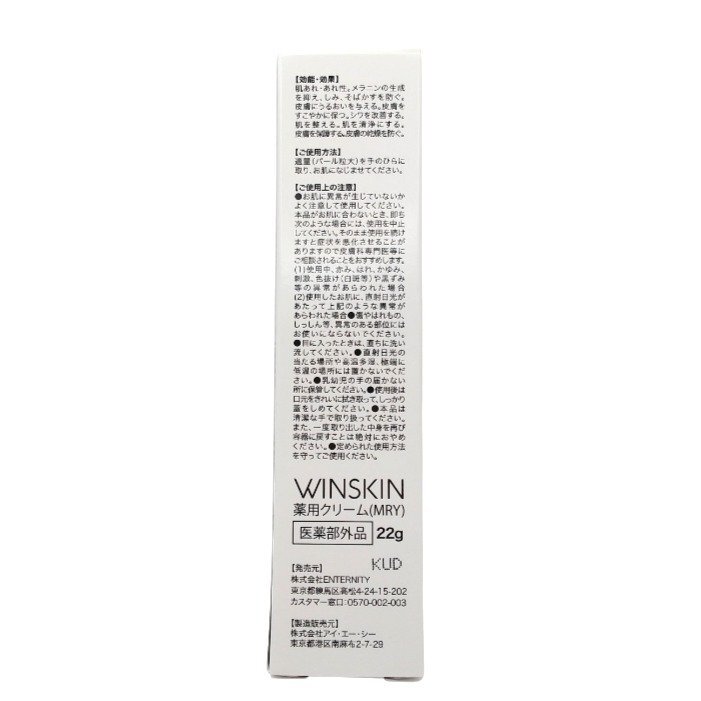 【効能・効果】
肌あれ・あれ性。メラニンの生成
を抑え、しみ、そばかすを防ぐ。
皮膚にうるおいを与える。皮膚を
すこやかに保つ。シワを改善する。
肌を整える。肌を清浄にする。
皮膚を保護する。皮膚の乾燥を防ぐ。
【ご使用方法】
適量（パール粒大）を手のひらに
取り、お肌になじませてください。
【ご使用上の注意】
●お肌に異常が生じていないか
よく注意して使用してください。
本品がお肌に合わないとき、即ち
次のような場合には、使用を中止
してください。そのまま使用を続け
ますと症状を悪化させることが
ありますので皮膚科専門医等に
ご相談されることをおすすめします。
(1)使用中、赤み、はれ、かゆみ、
刺激、色抜け（白斑等）や黒ずみ
等の異常があらわれた場合
(2)使用したお肌に、直射日光が
あたって上記のような異常が
あらわれた場合●傷やはれもの、
しっしん等、異常のある部位には
お使いにならないでください。
●目に入ったときは、直ちに洗い
流してください。●直射日光の
当たる場所や高温多湿、極端に
低温の場所には置かないでくださ
い。●乳幼児の手の届かない
所に保管してください。●使用後は
口元をきれいに拭き取って、しっかり
蓋をしめてください。●本品は
清潔な手で取り扱ってください。
また、一度取り出した中身を再び
容器に戻すことは絶対におやめ
ください。●定められた使用方法
を守ってご使用ください。
WINSKIN
薬用クリーム(MRY)
医薬部外品 22g
KUD
【発売元】
株式会社ENTERNITY
東京都練馬区高松4-24-15-202
カスタマー窓口:0570-002-003
【製造販売元】
株式会社アイ・エー・シー
東京都港区南麻布2-7-29